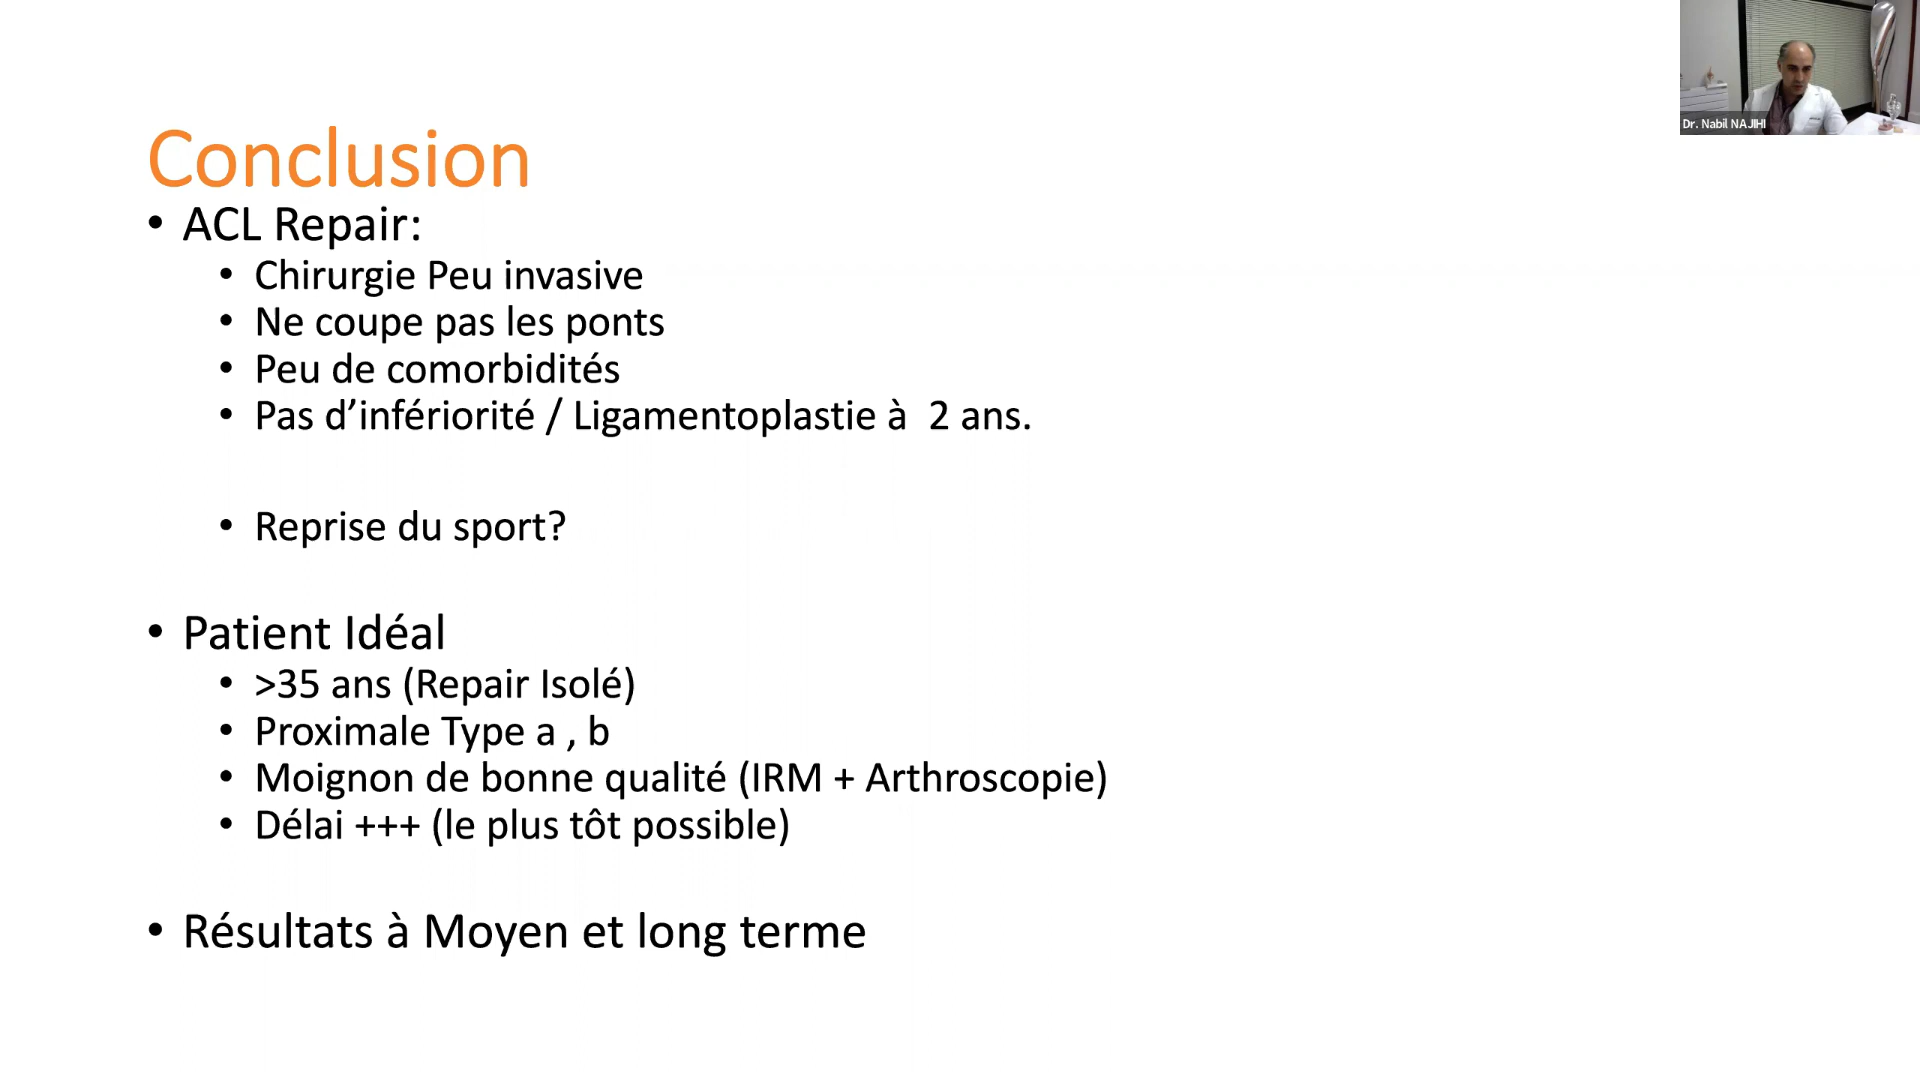 Dr. Nabil NAJIHI
Conclusion
• ACL Repair:
• Chirurgie Peu invasive
• Ne coupe pas les ponts
• Peu de comorbidités
• Pas d’infériorité / Ligamentoplastie à 2 ans.
• Reprise du sport?
• Patient Idéal
• >35 ans (Repair Isolé)
• Proximale Type a , b
• Moignon de bonne qualité (IRM + Arthroscopie)
• Délai +++ (le plus tôt possible)
• Résultats à Moyen et long terme